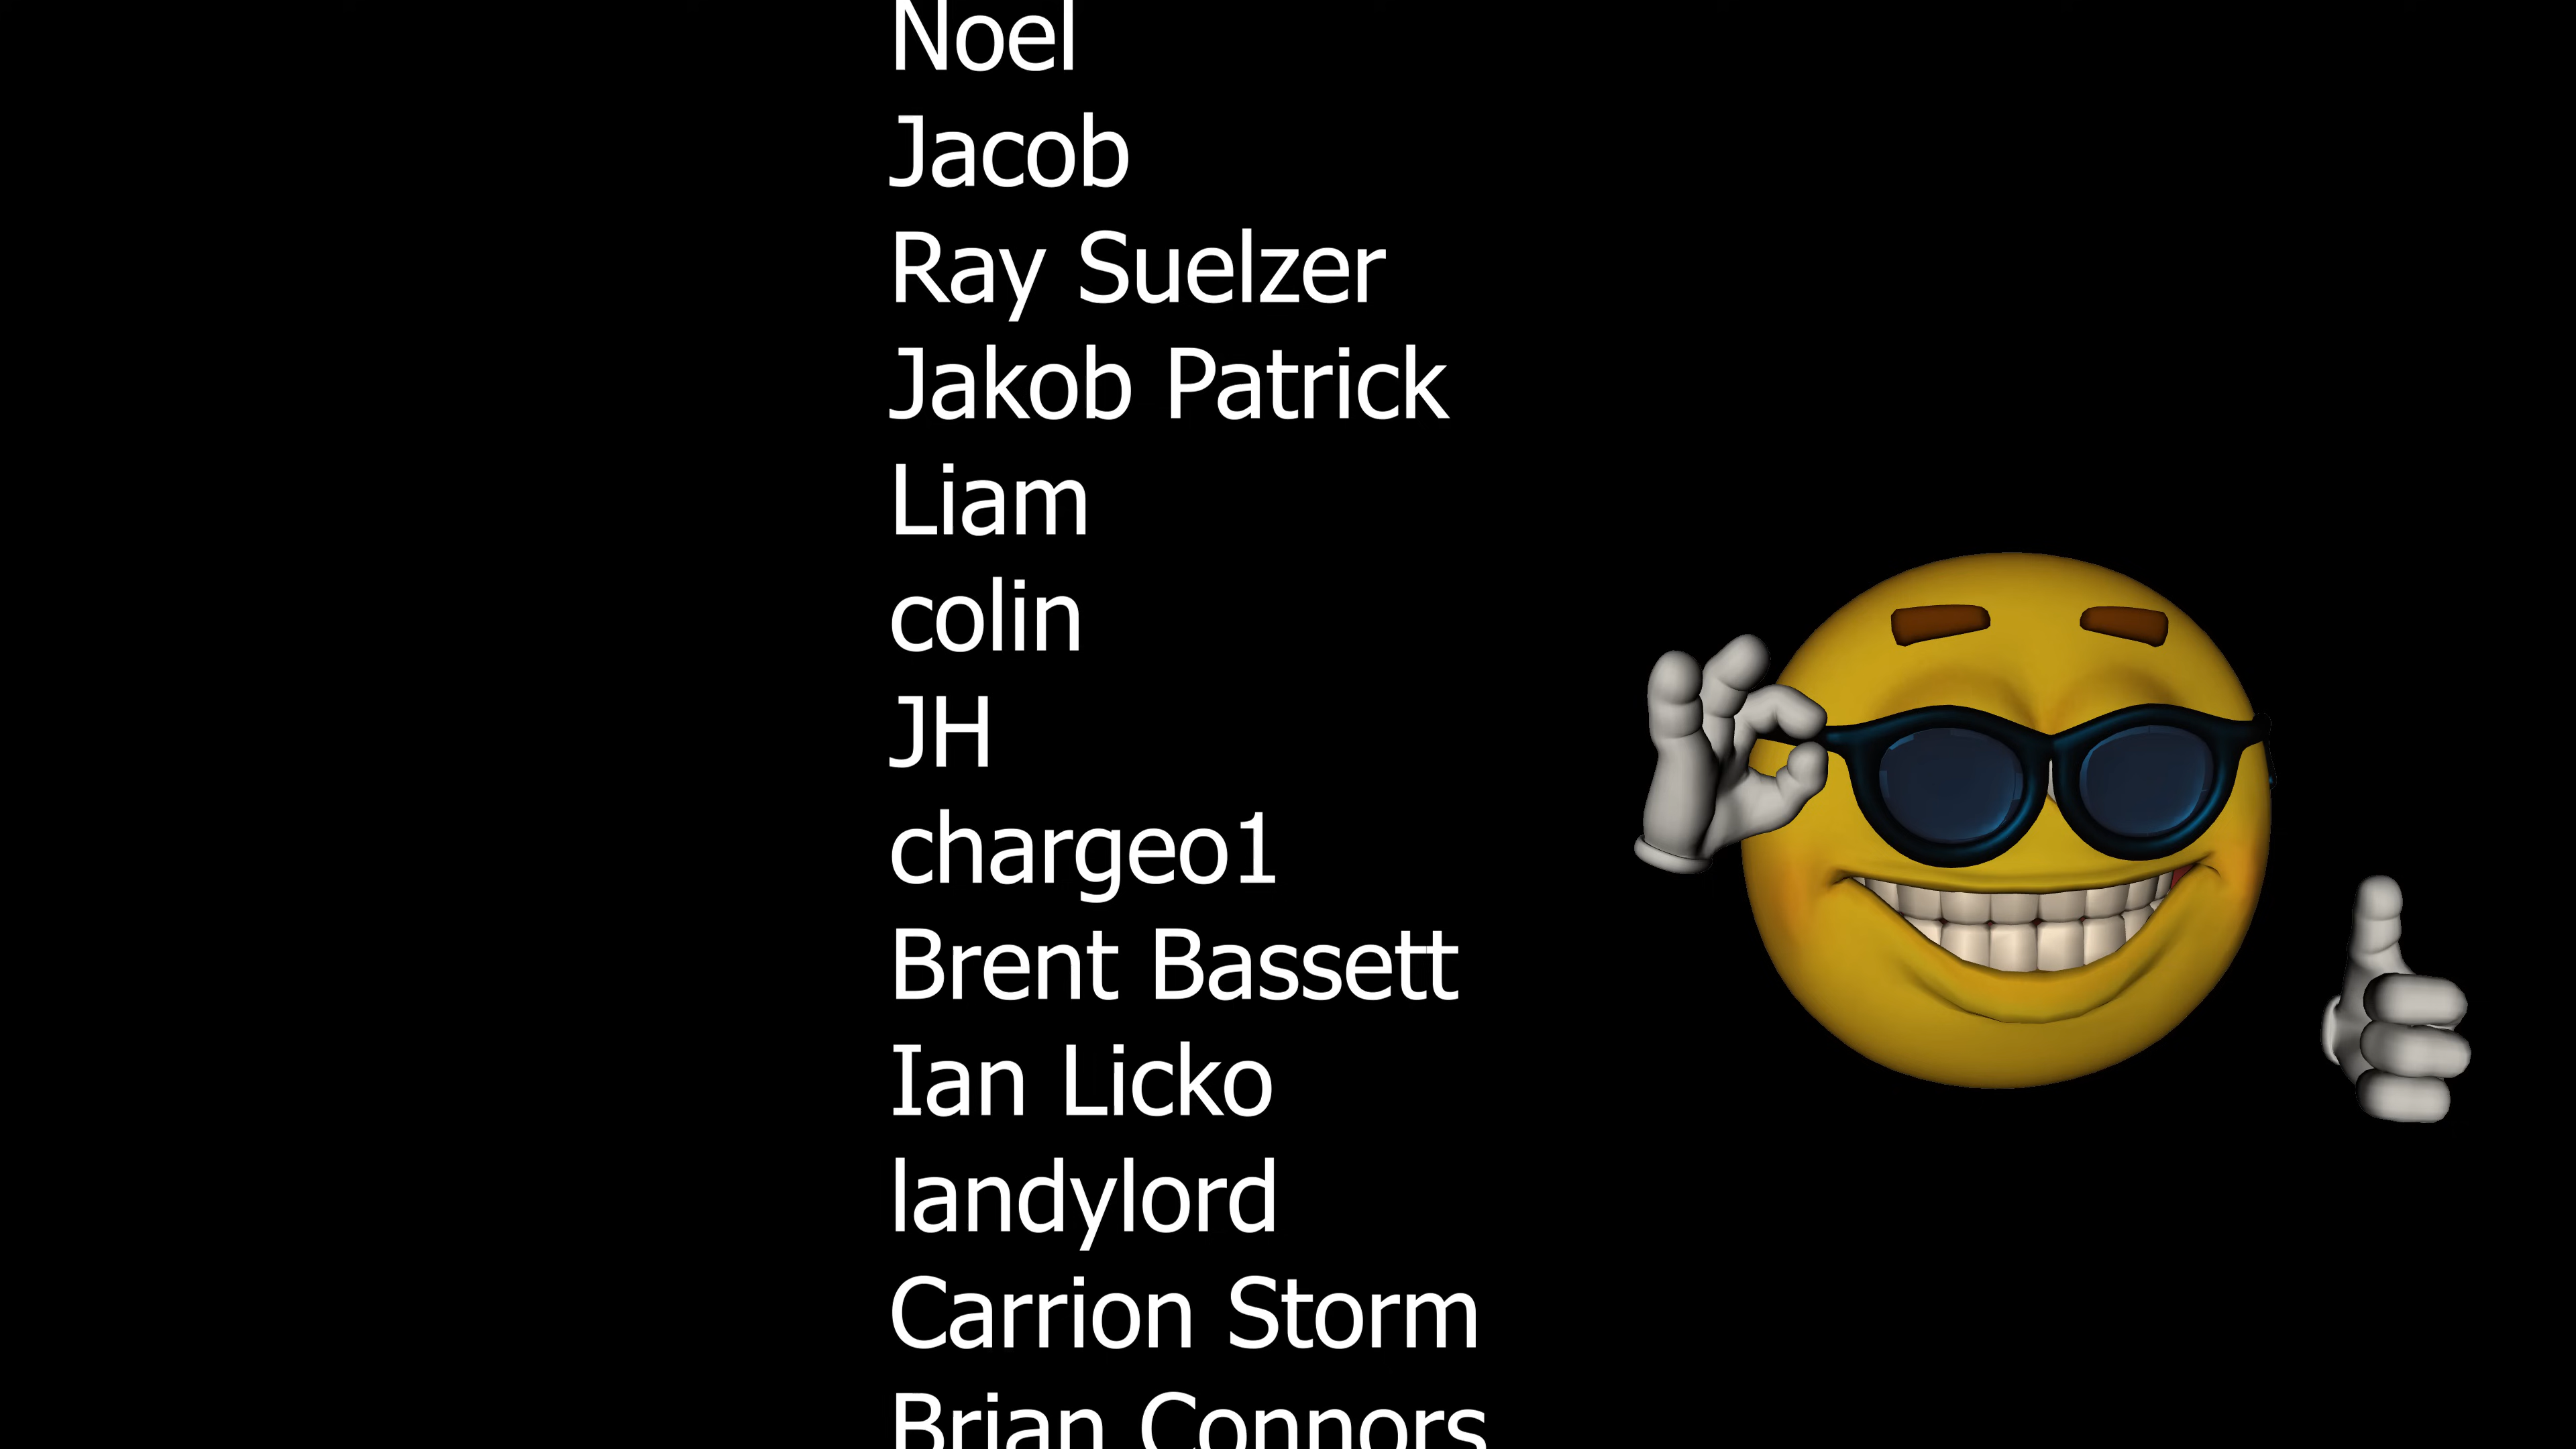 Noel
Jacob
Ray Suelzer
Jakob Patrick
Liam
colin
JH
chargeo1
Brent Bassett
Ian Licko
landylord
Carrion Storm
Brian Connors